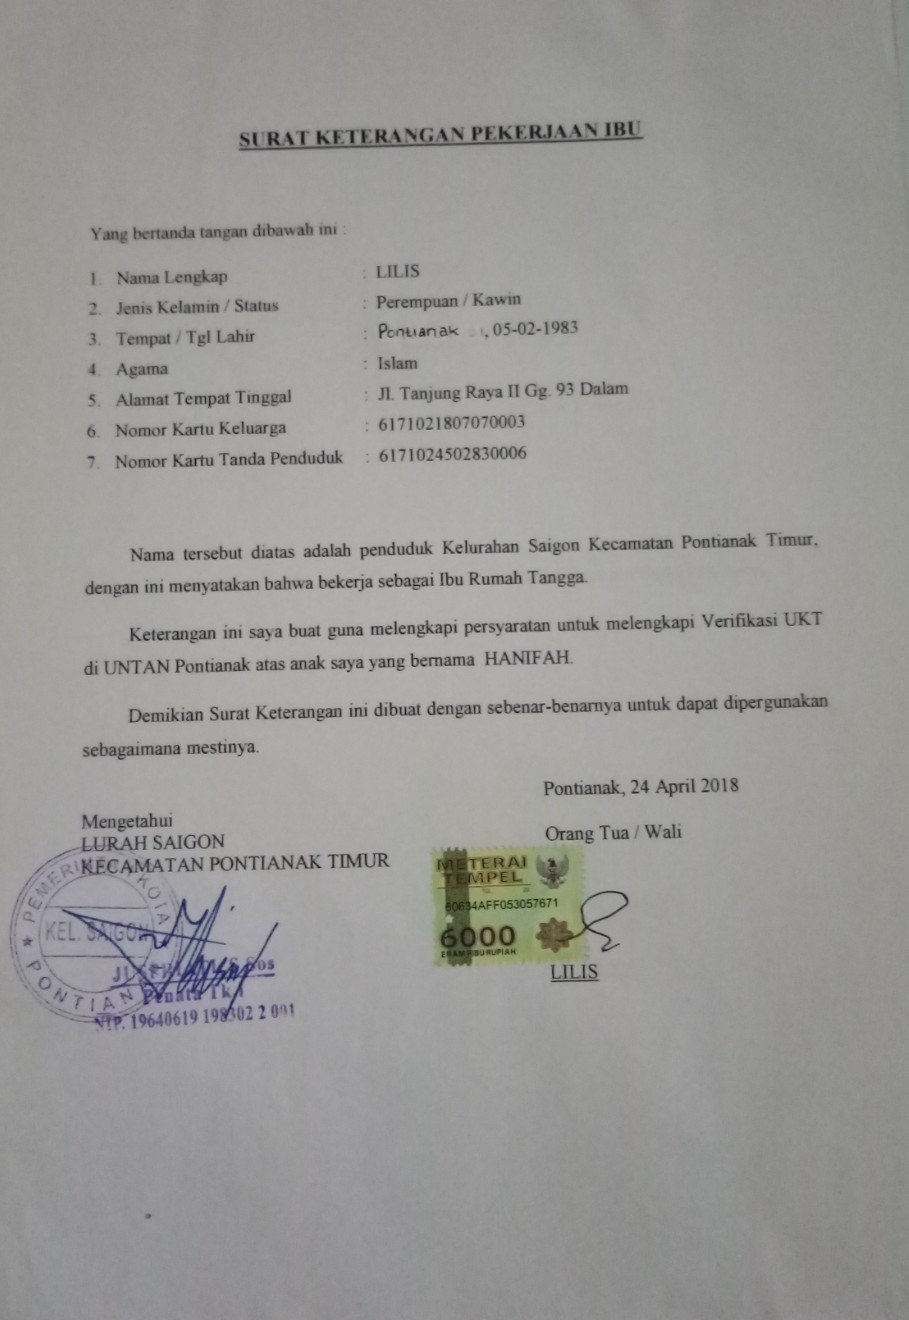 SURAT KETERANGAN PEKERJAAN IBU
Yang bertanda tangan dibawah ini :
1. Nama Lengkap : LILIS
2. Jenis Kelamin / Status : Perempuan / Kawin
3. Tempat / Tgl Lahir : Pontianak , 05-02-1983
4. Agama : Islam
5. Alamat Tempat Tinggal : Jl. Tanjung Raya II Gg. 93 Dalam
6. Nomor Kartu Keluarga : 6171021807070003
7. Nomor Kartu Tanda Penduduk : 6171024502830006
Nama tersebut diatas adalah penduduk Kelurahan Saigon Kecamatan Pontianak Timur,
dengan ini menyatakan bahwa bekerja sebagai Ibu Rumah Tangga.
Keterangan ini saya buat guna melengkapi persyaratan untuk melengkapi Verifikasi UKT
di UNTAN Pontianak atas anak saya yang bernama HANIFAH.
Demikian Surat Keterangan ini dibuat dengan sebenar-benarnya untuk dapat dipergunakan
sebagaimana mestinya.
Pontianak, 24 April 2018
Mengetahui
LURAH SAIGON
KECAMATAN PONTIANAK TIMUR
KEL. SAIGON
Penata Tk I
NIP. 19640619 198302 2 001
Orang Tua / Wali
METERAI
TEMPEL
60634AFF053057671
6000
ENAM RIBU RUPIAH
LILIS